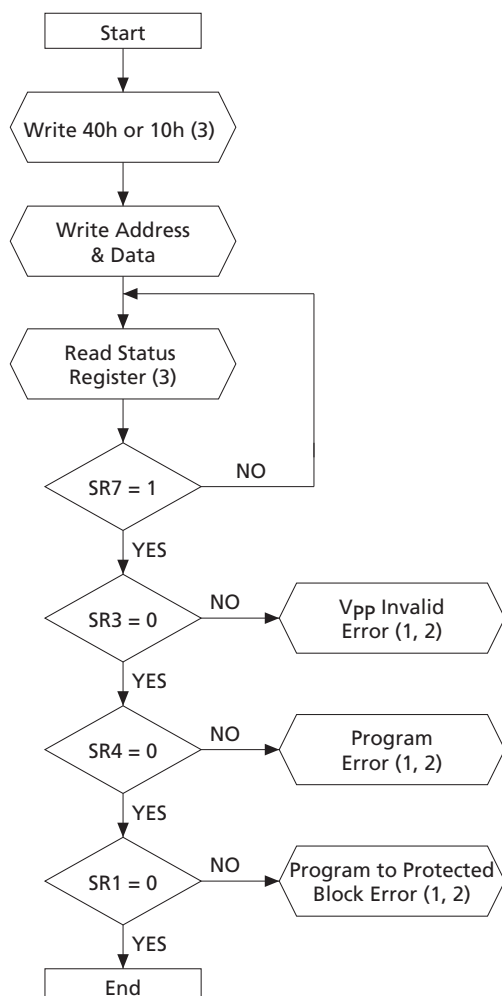 Start
Write 40h or 10h (3)
Write Address
& Data
Read Status
Register (3)
SR7 = 1
NO
YES
SR3 = 0
NO
VPP Invalid
Error (1, 2)
YES
SR4 = 0
NO
Program
Error (1, 2)
YES
SR1 = 0
NO
Program to Protected
Block Error (1, 2)
YES
End